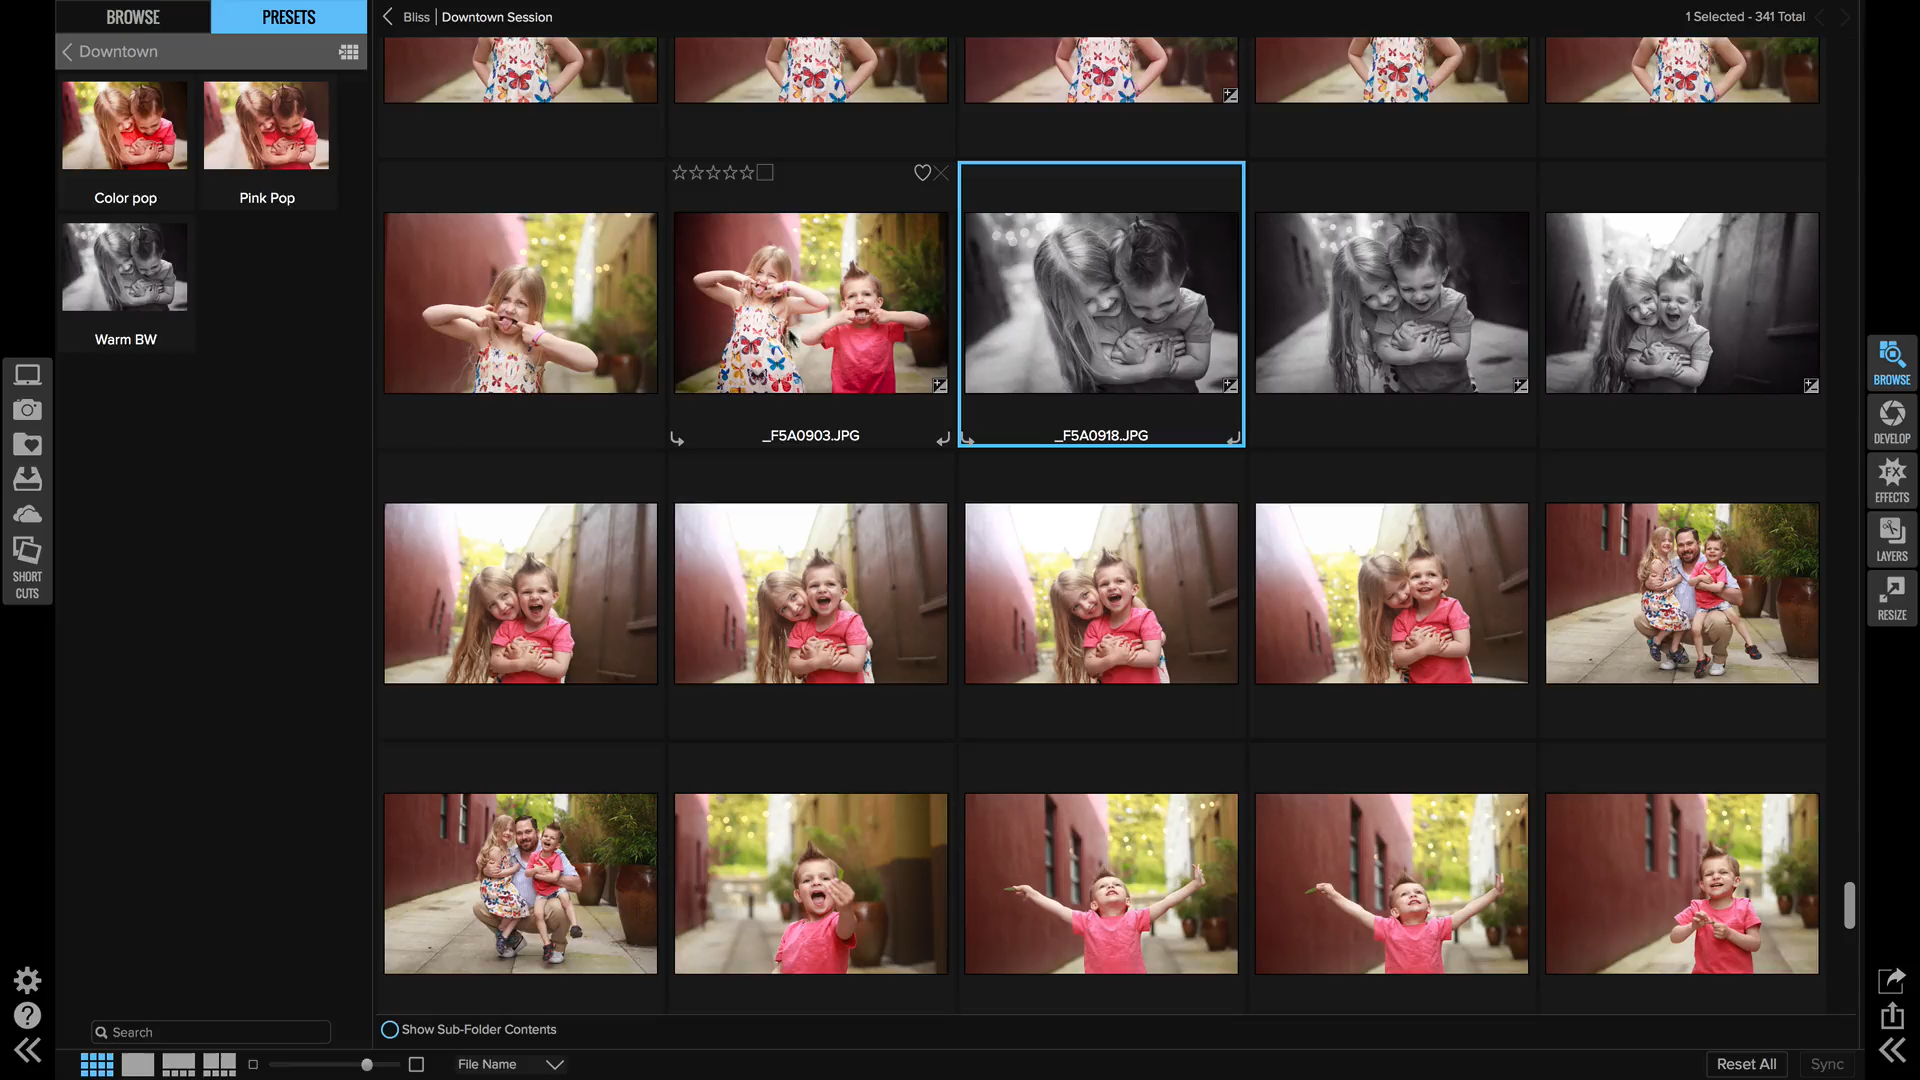 BROWSE
PRESETS
Bliss | Downtown Session
1 Selected - 341 Total
Downtown
Color pop
Pink Pop
Warm BW
_F5A0903.JPG
_F5A0918.JPG
BROWSE
DEVELOP
FX
EFFECTS
LAYERS
RESIZE
SHORT
CUTS
Search
Show Sub-Folder Contents
File Name
Reset All
Sync